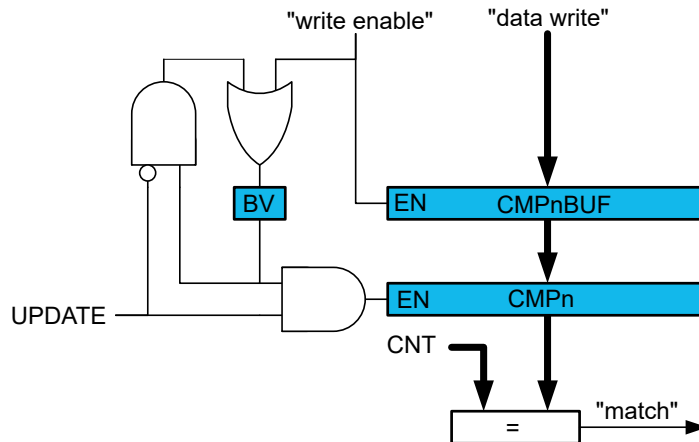 "write enable" "data write"
BV EN CMPnBUF
EN CMPn
UPDATE
CNT
= "match"